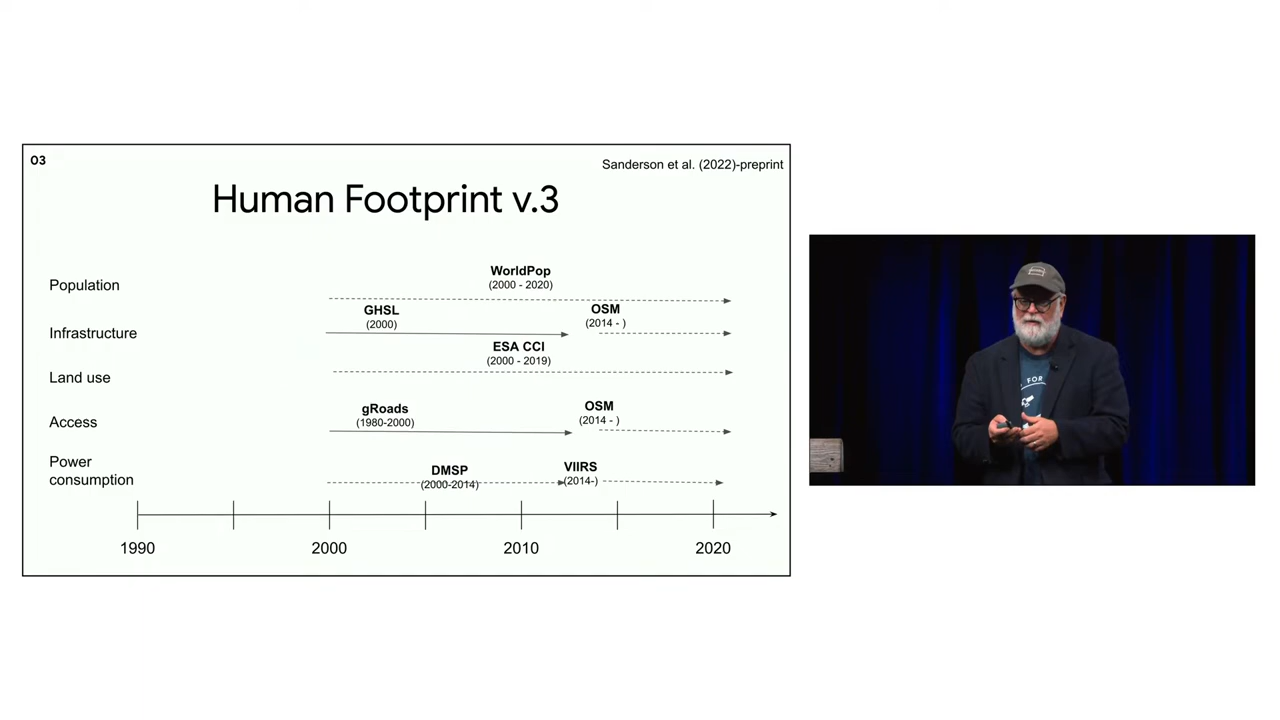 03
Sanderson et al. (2022)-preprint
Human Footprint v.3
Population
WorldPop
(2000 - 2020)
Infrastructure
GHSL
(2000)
OSM
(2014 - )
Land use
ESA CCI
(2000 - 2019)
Access
gRoads
(1980-2000)
OSM
(2014 - )
Power
consumption
DMSP
(2000-2014)
VIIRS
(2014-)
1990
2000
2010
2020
FOR